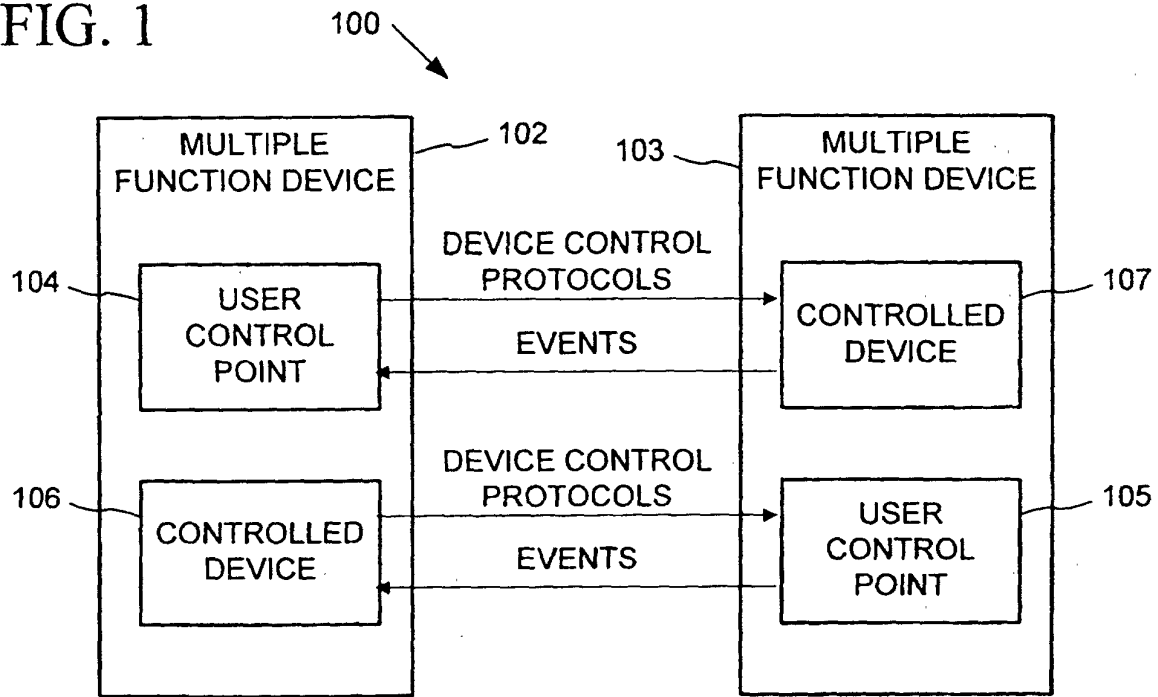 FIG. 1
100
MULTIPLE
FUNCTION DEVICE
102
103
MULTIPLE
FUNCTION DEVICE
DEVICE CONTROL
PROTOCOLS
104
USER
CONTROL
POINT
EVENTS
107
CONTROLLED
DEVICE
DEVICE CONTROL
PROTOCOLS
106
CONTROLLED
DEVICE
EVENTS
105
USER
CONTROL
POINT